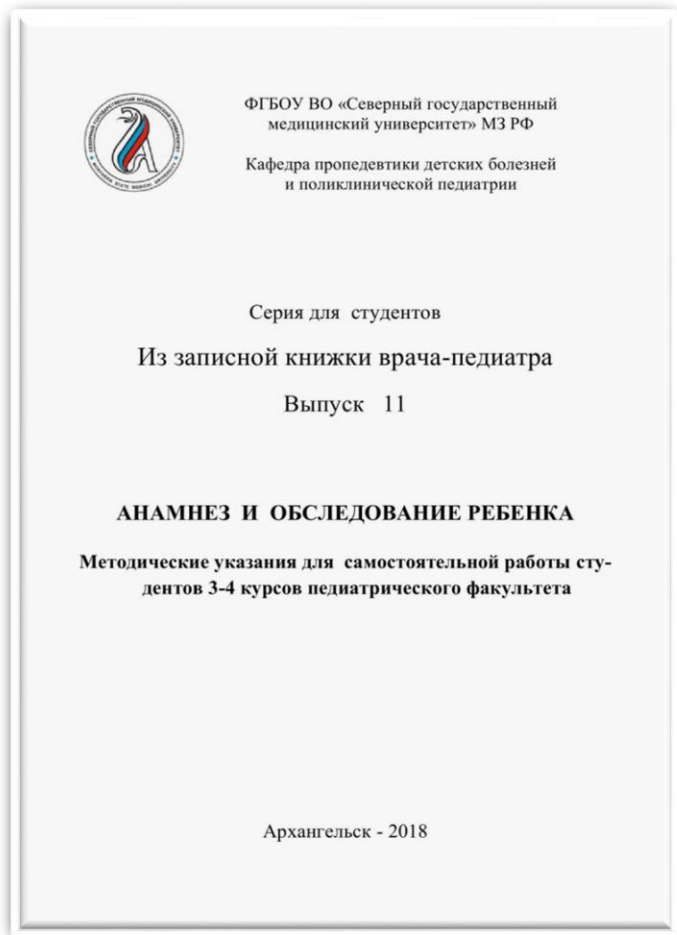 ФГБОУ ВО «Северный государственный
медицинский университет» МЗ РФ
Кафедра пропедевтики детских болезней
и поликлинической педиатрии
Серия для студентов
Из записной книжки врача-педиатра
Выпуск 11
АНАМНЕЗ И ОБСЛЕДОВАНИЕ РЕБЕНКА
Методические указания для самостоятельной работы сту-
дентов 3-4 курсов педиатрического факультета
Архангельск - 2018